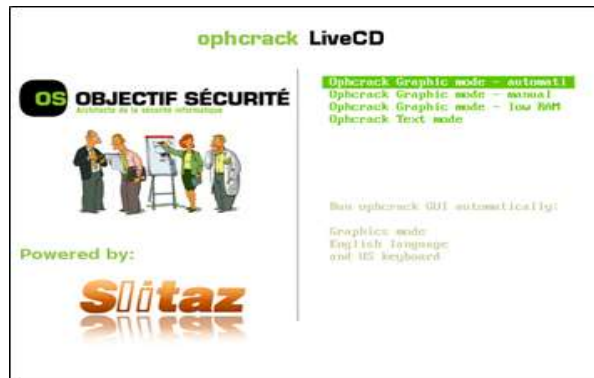 ophcrack LiveCD
OS OBJECTIF SÉCURITÉ
Architecte de la sécurité informatique
Powered by:
Slitaz
Ophcrack Graphic mode - automati
Ophcrack Graphic mode - manual
Ophcrack Graphic mode - low RAM
Ophcrack Text mode
Run ophcrack GUI automatically:
Graphics mode
English language
and US keyboard